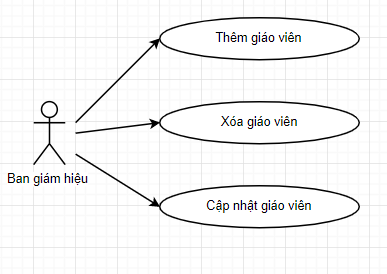 Thêm giáo viên
Xóa giáo viên
Ban giám hiệu
Cập nhật giáo viên